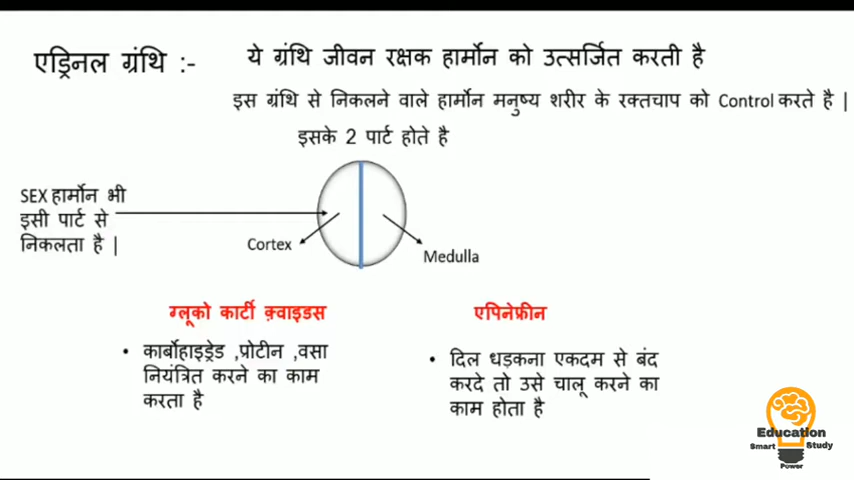 एड्रिनल ग्रंथि :-
ये ग्रंथि जीवन रक्षक हार्मोन को उत्सर्जित करती है
इस ग्रंथि से निकलने वाले हार्मोन मनुष्य शरीर के रक्तचाप को Control करते है |
इसके 2 पार्ट होते है
SEX हार्मोन भी
इसी पार्ट से
निकलता है |
Cortex
Medulla
ग्लूको कार्टी क़्वाइडस
• कार्बोहाइड्रेड ,प्रोटीन ,वसा
नियंत्रित करने का काम
करता है
एपिनेफ्रीन
• दिल धड़कना एकदम से बंद
करदे तो उसे चालू करने का
काम होता है
Education
Smart Study
Power